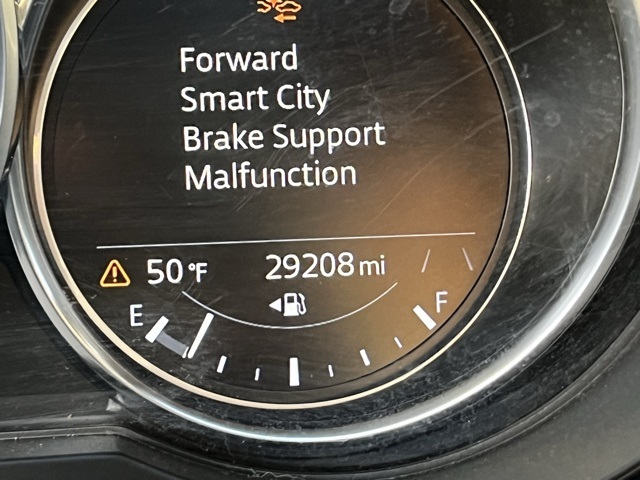 Forward
Smart City
Brake Support
Malfunction
50°F
29208 mi
E
F